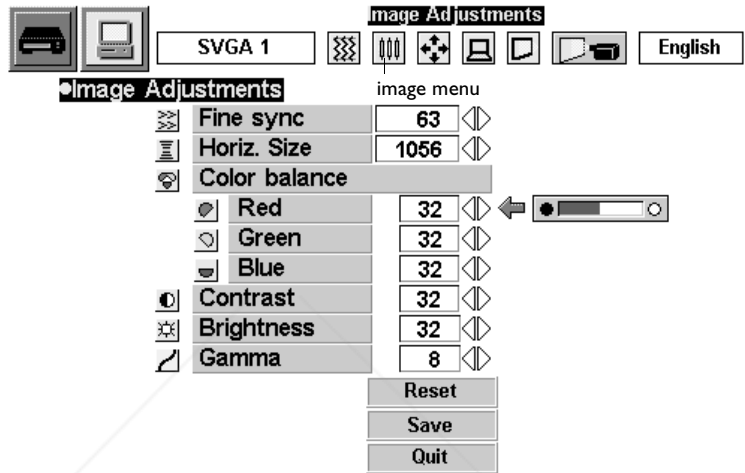 Image Adjustments
SVGA 1
English
Image Adjustments
image menu
Fine sync 63
Horiz. Size 1056
Color balance
Red 32
Green 32
Blue 32
Contrast 32
Brightness 32
Gamma 8
Reset
Save
Quit